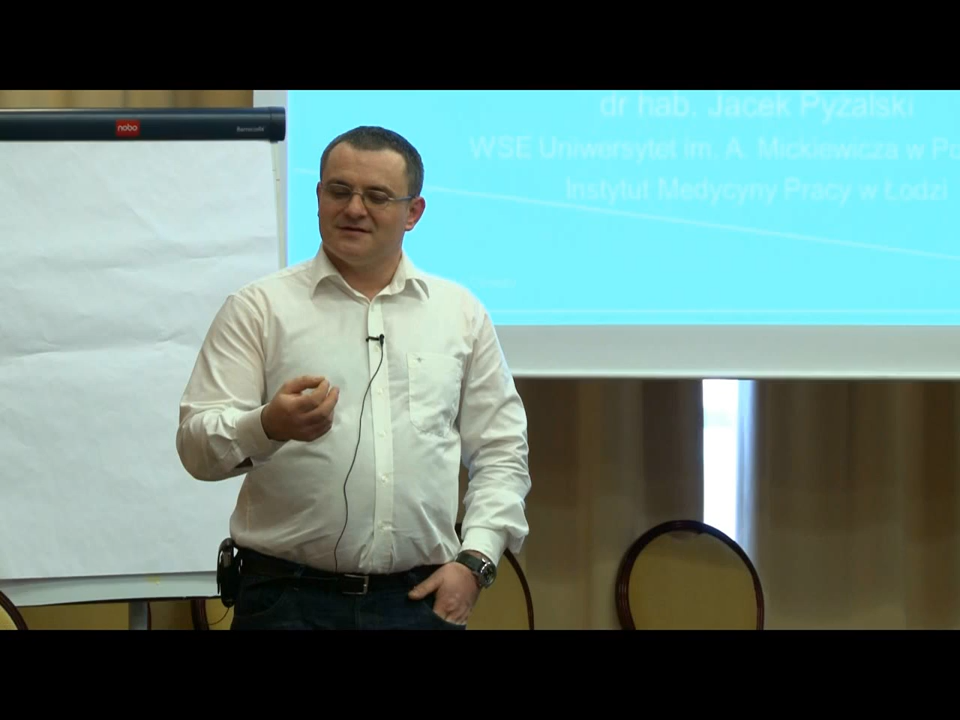 nobo
dr hab. Jacek Pyżalski
WSE Uniwersytet im. A. Mickiewicza w Po
Instytut Medycyny Pracy w Łodzi